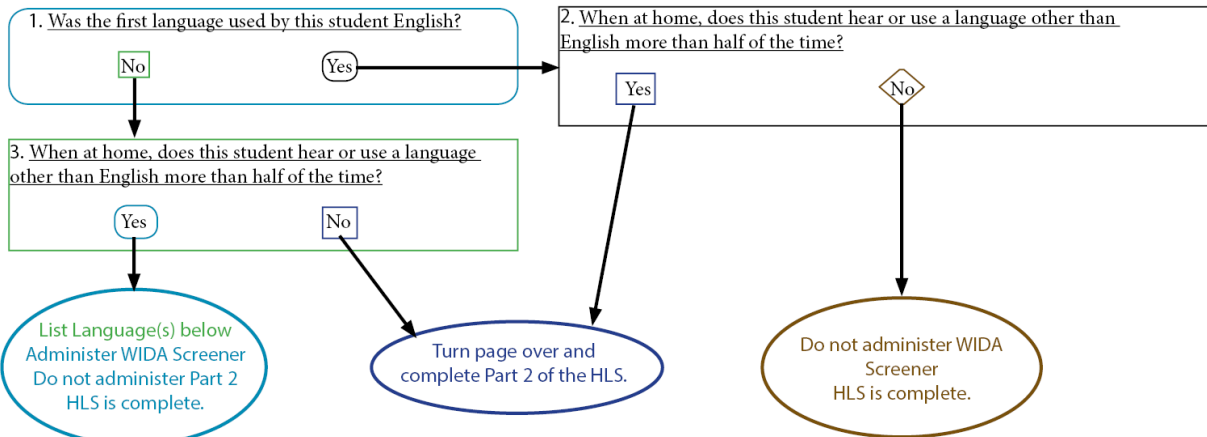 1. Was the first language used by this student English?
No
Yes
2. When at home, does this student hear or use a language other than
English more than half of the time?
Yes
No
3. When at home, does this student hear or use a language
other than English more than half of the time?
Yes
No
List Language(s) below
Administer WIDA Screener
Do not administer Part 2
HLS is complete.
Turn page over and
complete Part 2 of the HLS.
Do not administer WIDA
Screener
HLS is complete.